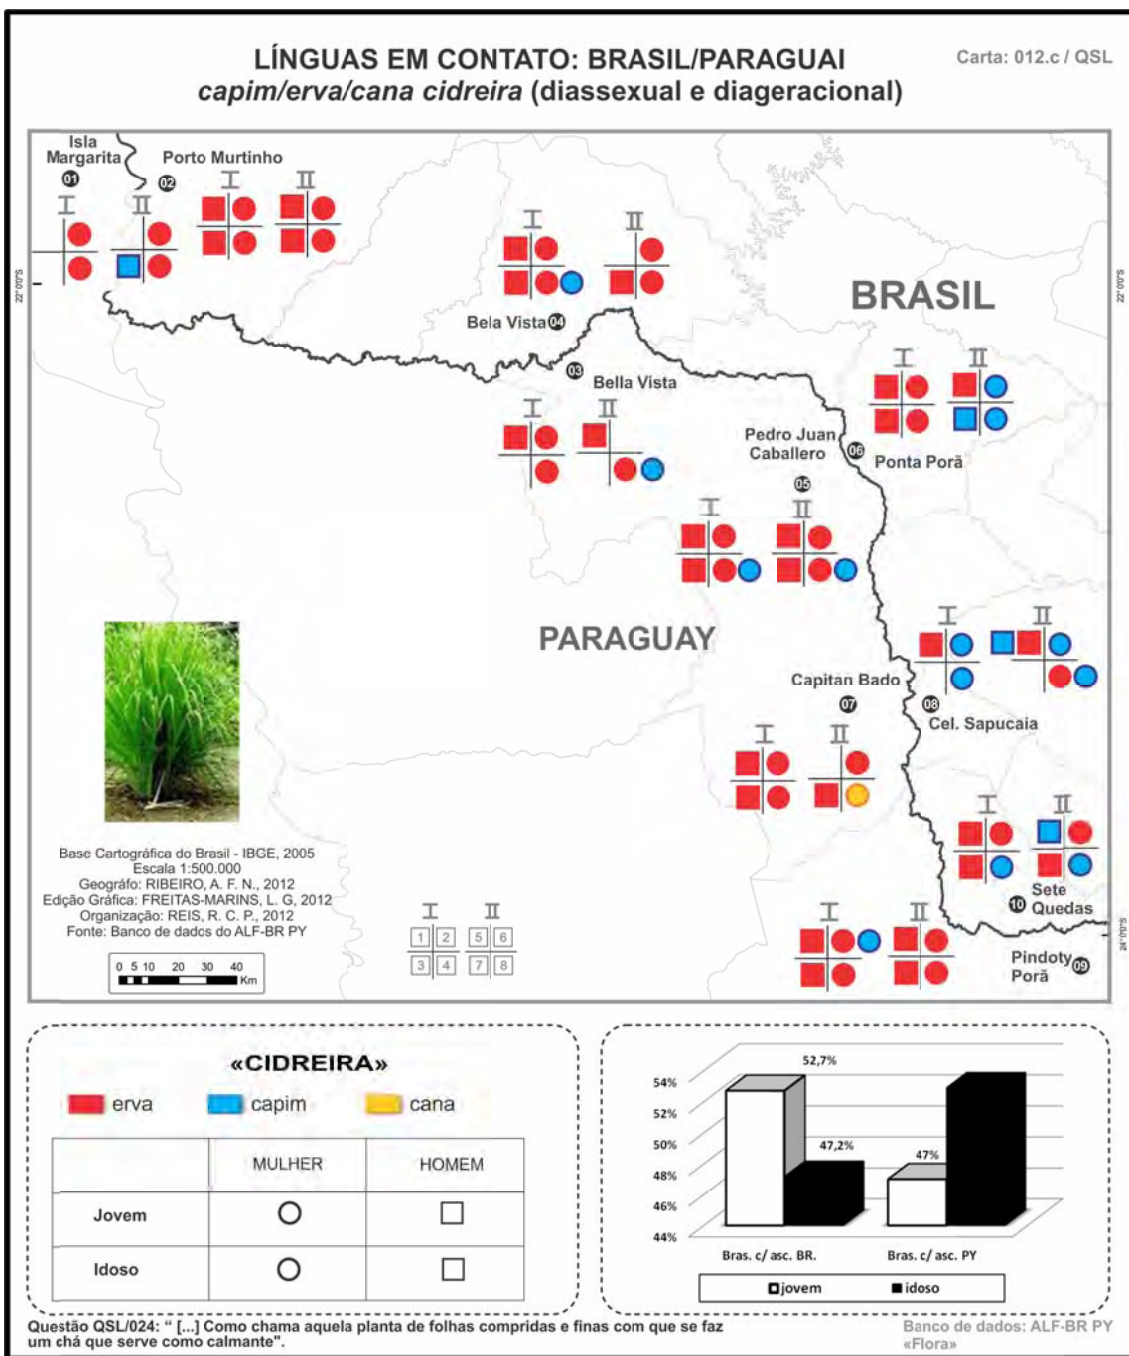 LÍNGUAS EM CONTATO: BRASIL/PARAGUAI
capim/erva/cana cidreira (diassexual e diageracional)
Carta: 012.c / QSL
Isla
Margarita
01
02
Porto Murtinho
I
II
I
II
I
II
22°0'0"S
22°0'0"S
BRASIL
Bela Vista 04
03
Bella Vista
I
II
I
II
Pedro Juan
Caballero
05
06
Ponta Porã
I
II
PARAGUAY
I
II
Capitan Bado
07
08
Cel. Sapucaia
I
II
I
II
10
Sete
Quedas
I
II
24°0'0"S
Pindoty
Porã
09
Base Cartográfica do Brasil - IBGE, 2005
Escala 1:500.000
Geografo: RIBEIRO, A. F. N., 2012
Edição Gráfica: FREITAS-MARINS, L. G, 2012
Organização: REIS, R. C. P., 2012
Fonte: Banco de dados do ALF-BR PY
0 5 10 20 30 40
Km
I II
1 2 5 6
3 4 7 8
«CIDREIRA»
erva capim cana
MULHER HOMEM
Jovem
Idoso
54%
52%
50%
48%
46%
44%
52,7%
47,2%
47%
Bras. c/ asc. BR. Bras. c/ asc. PY
jovem idoso
Questão QSL/024: “ [...] Como chama aquela planta de folhas compridas e finas com que se faz
um chá que serve como calmante".
Banco de dados: ALF-BR PY
«Flora»